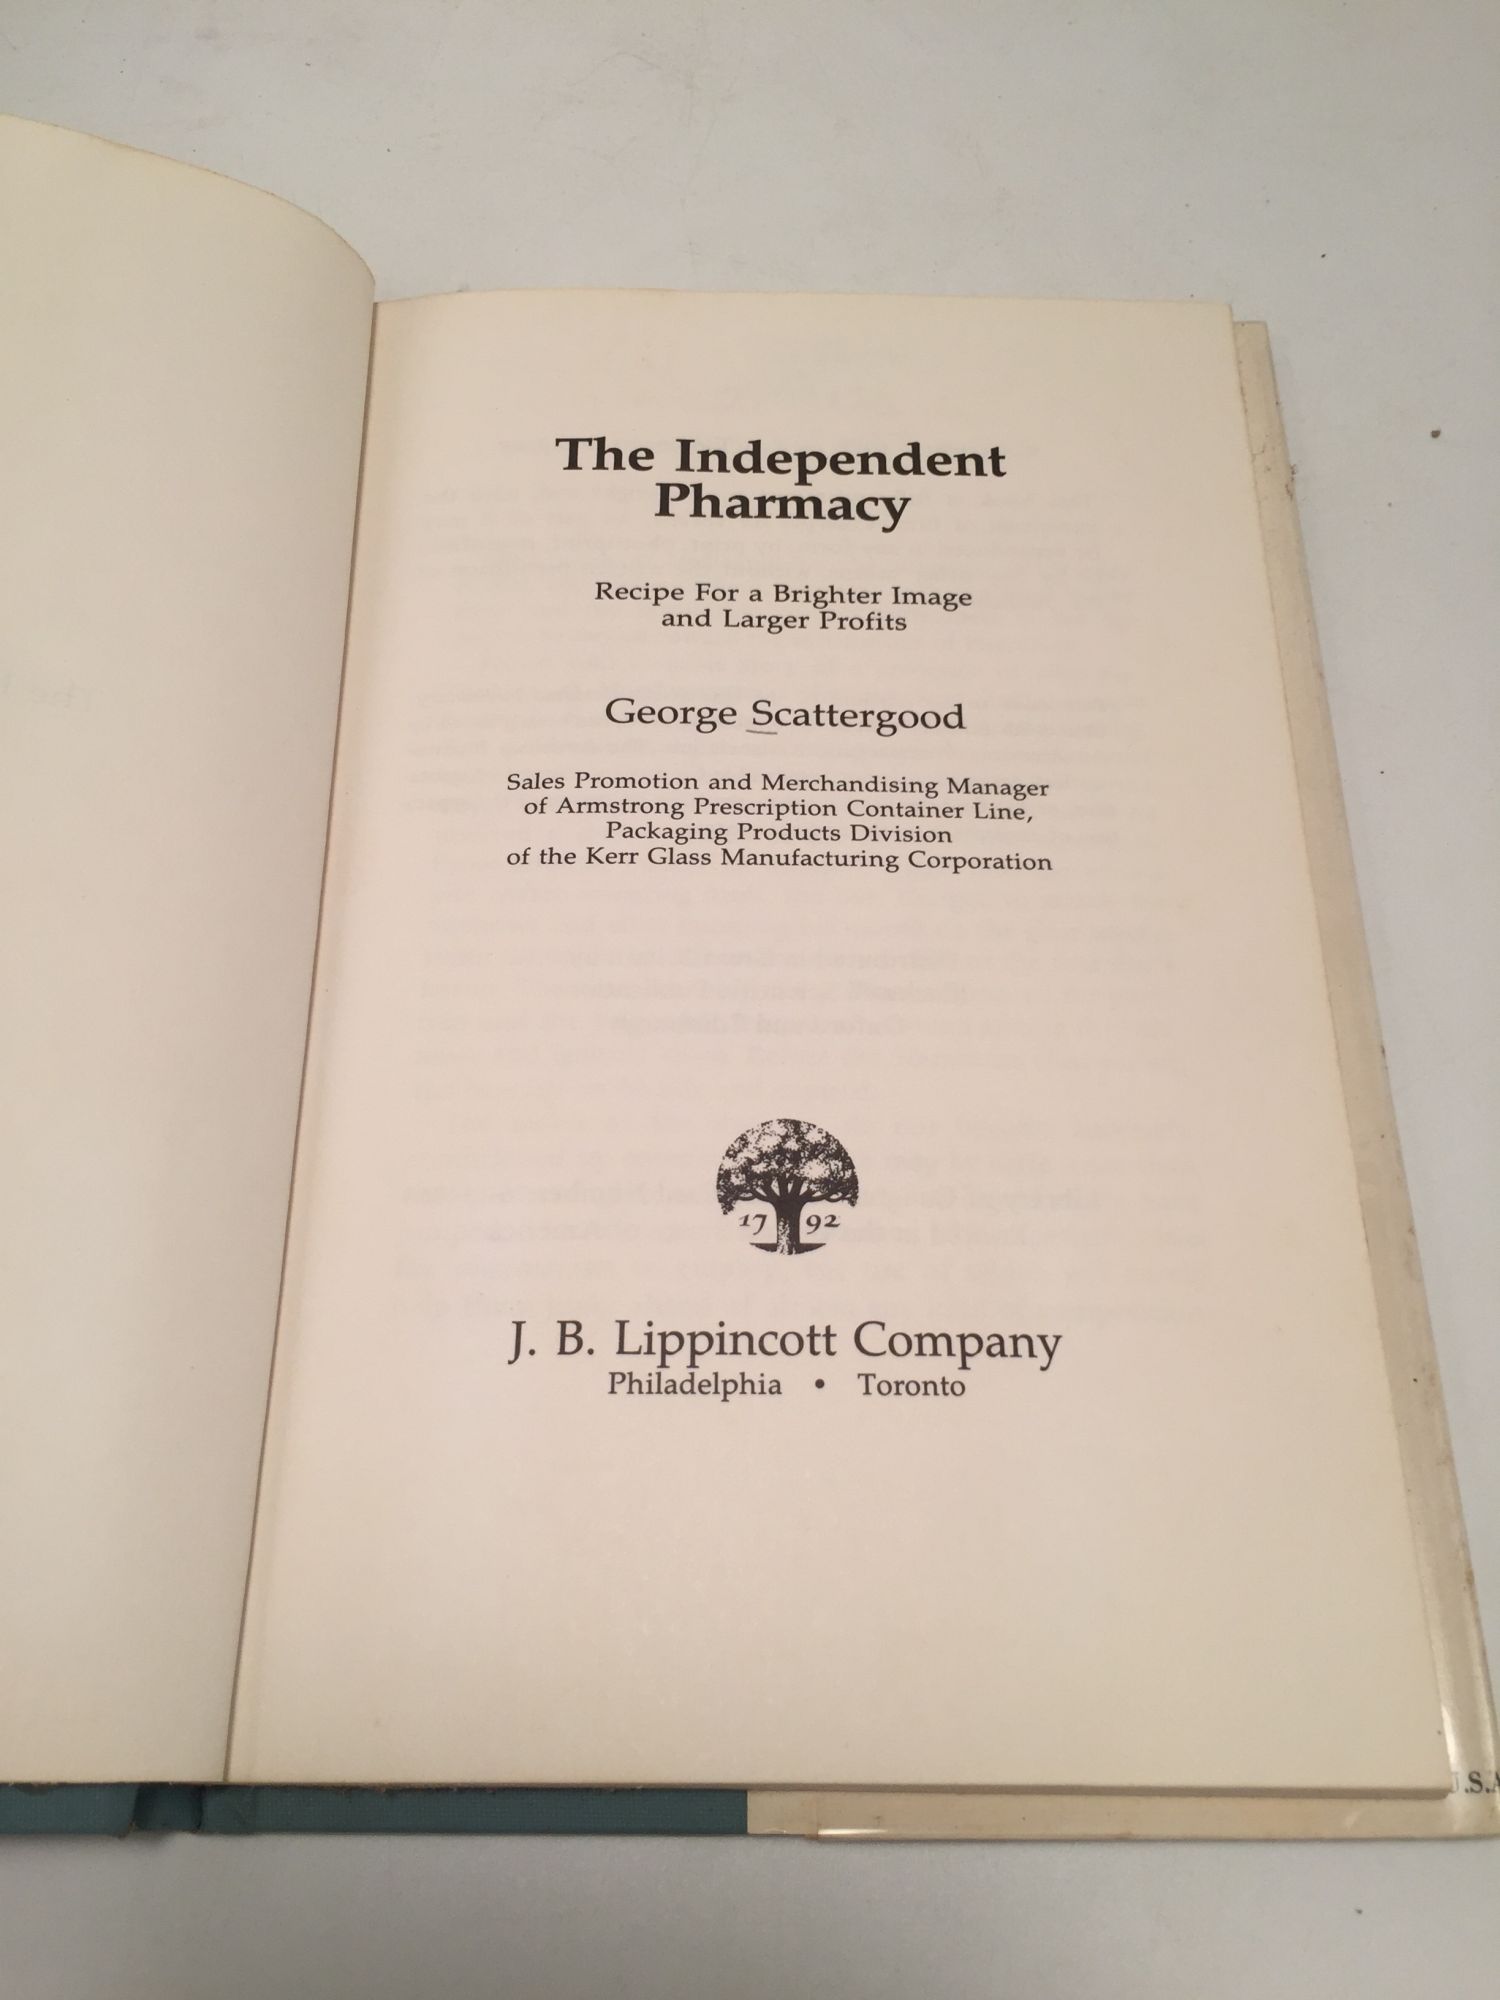 The Independent
Pharmacy
Recipe For a Brighter Image
and Larger Profits
George Scattergood
Sales Promotion and Merchandising Manager
of Armstrong Prescription Container Line,
Packaging Products Division
of the Kerr Glass Manufacturing Corporation
17 92
J. B. Lippincott Company
Philadelphia • Toronto